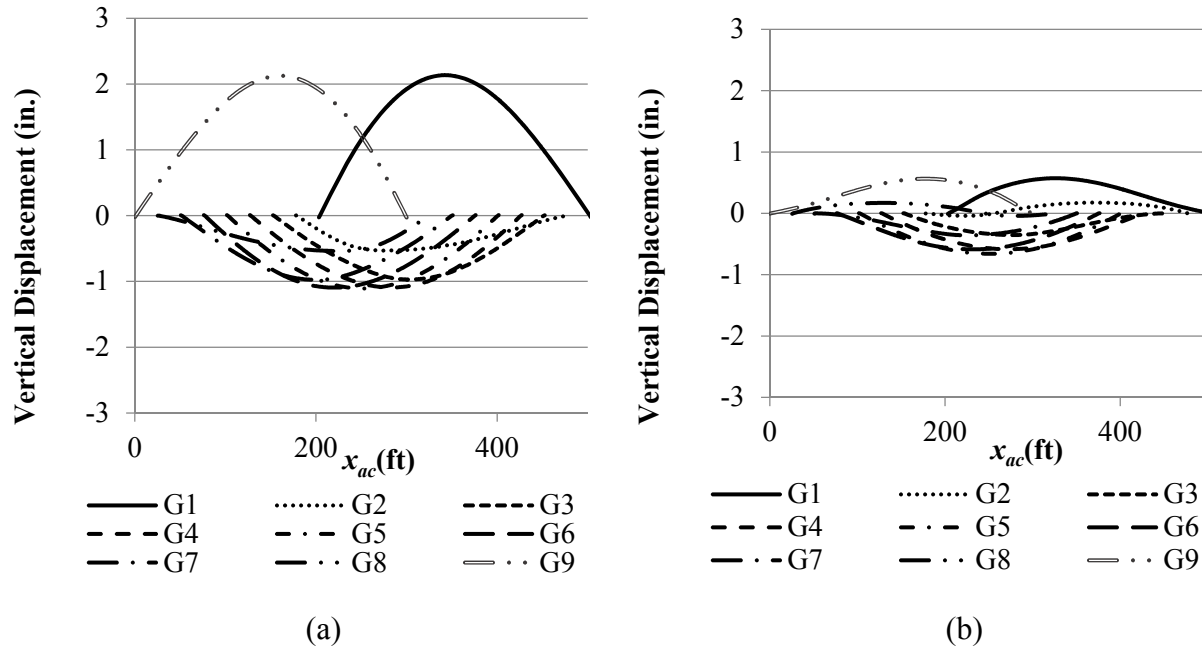 Vertical Displacement (in.)
3
2
1
0
-1
-2
-3
0
200
400
x_ac(ft)
G1
G2
G3
G4
G5
G6
G7
G8
G9
(a)
Vertical Displacement (in.)
3
2
1
0
-1
-2
-3
0
200
400
x_ac(ft)
G1
G2
G3
G4
G5
G6
G7
G8
G9
(b)